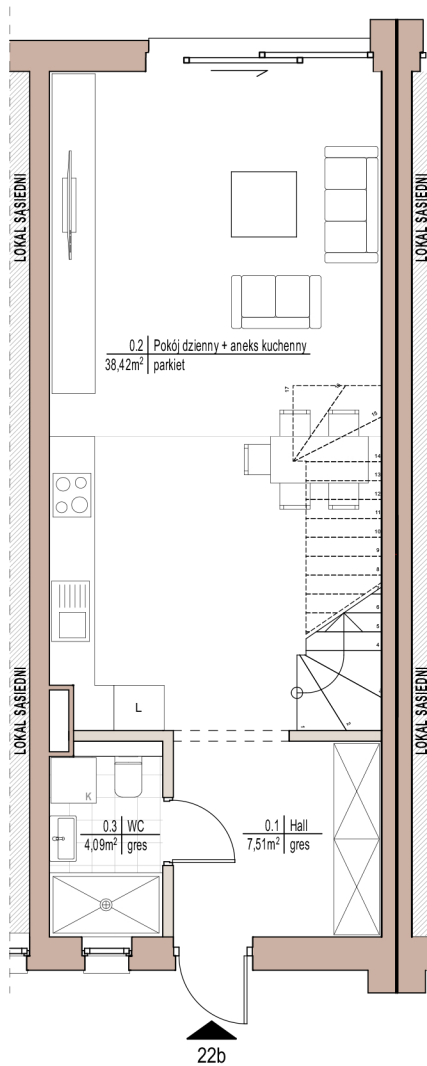 LOKAL SĄSIEDNI
LOKAL SĄSIEDNI
0.2 Pokój dzienny + aneks kuchenny
38,42m² parkiet
17
16
15
14
13
12
11
10
9
8
7
6
5
4
3
2
1
L
LOKAL SĄSIEDNI
LOKAL SĄSIEDNI
K
0.3 WC
4,09m² gres
0.1 Hall
7,51m² gres
22b